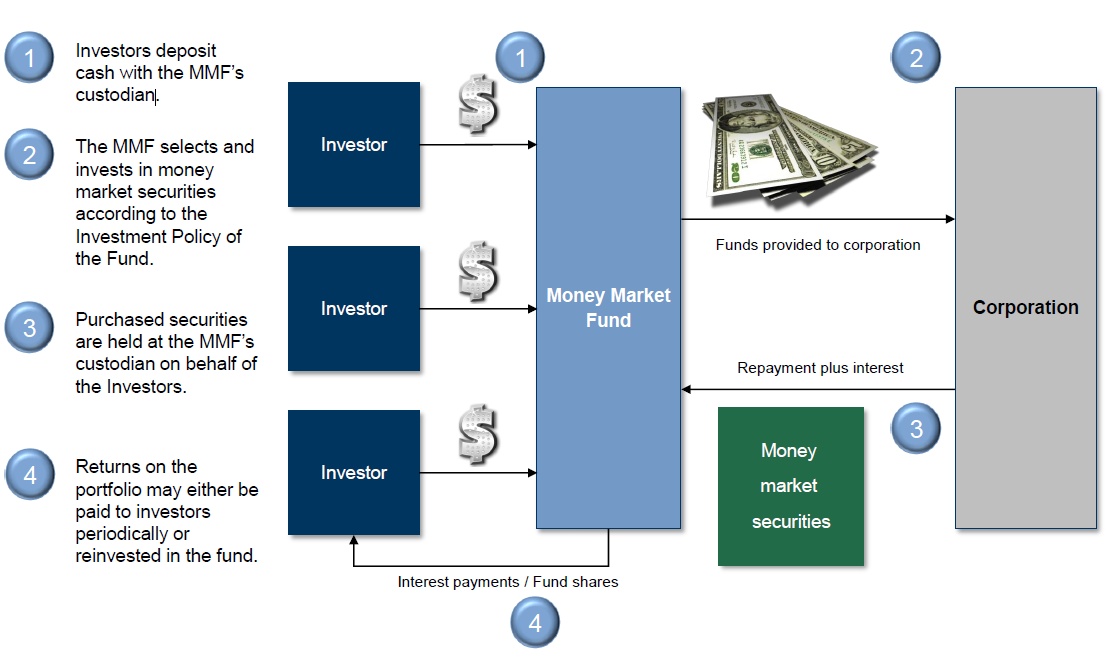 1
Investors deposit
cash with the MMF's
custodian.
2
The MMF selects and
invests in money
market securities
according to the
Investment Policy of
the Fund.
3
Purchased securities
are held at the MMF's
custodian on behalf of
the Investors.
4
Returns on the
portfolio may either be
paid to investors
periodically or
reinvested in the fund.
Investor
$
1
Investor
$
Investor
$
Money Market
Fund
Interest payments / Fund shares
4
2
20
10
Funds provided to corporation
Repayment plus interest
3
Money
market
securities
Corporation